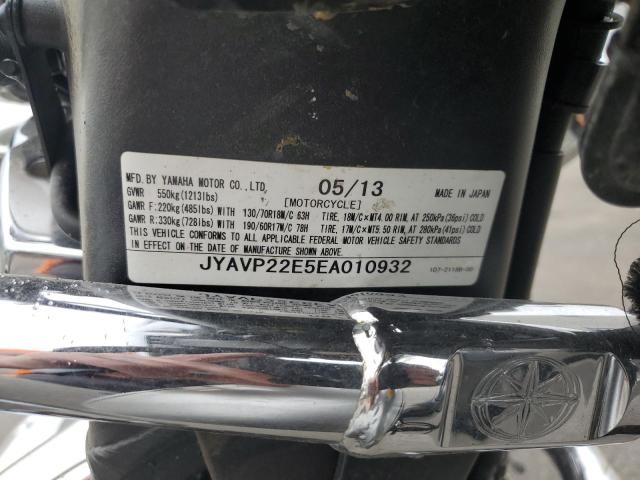 MFD. BY YAMAHA MOTOR CO., LTD. 05/13
GVWR 550kg(1213lbs) [MOTORCYCLE] MADE IN JAPAN
GAWR F:220kg(485lbs) WITH 130/70R18M/C 63H TIRE, 18M/C×MT4.00 RIM, AT 250kPa(36psi) COLD
GAWR R:330kg(728lbs) WITH 190/60R17M/C 78H TIRE, 17M/C×MT5.50 RIM, AT 280kPa(41psi) COLD
THIS VEHICLE CONFORMS TO ALL APPLICABLE FEDERAL MOTOR VEHICLE SAFETY STANDARDS
IN EFFECT ON THE DATE OF MANUFACTURE SHOWN ABOVE.
JYAVP22E5EA010932 1D7-2118R-00